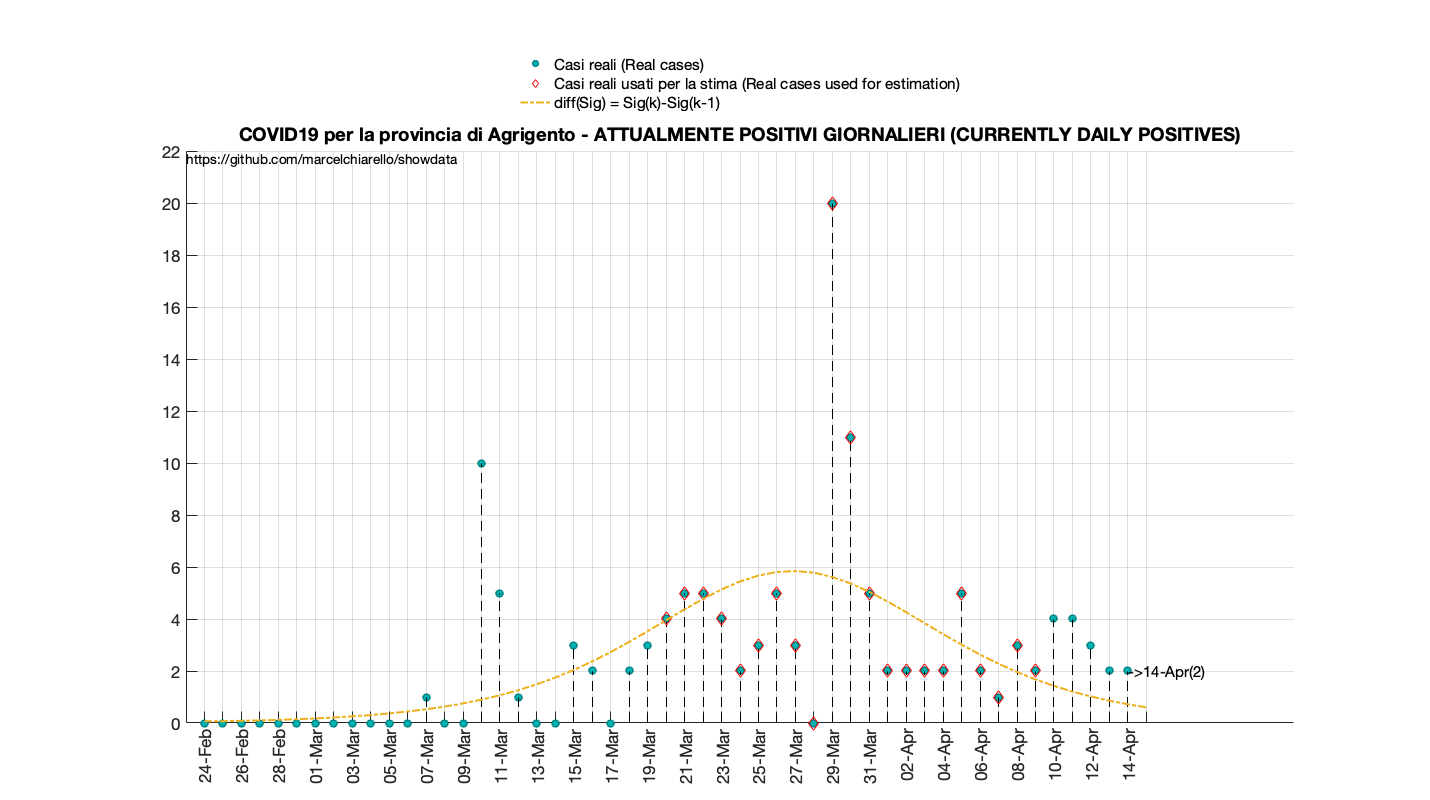 Casi reali (Real cases)
Casi reali usati per la stima (Real cases used for estimation)
diff(Sig) = Sig(k)-Sig(k-1)
COVID19 per la provincia di Agrigento - ATTUALMENTE POSITIVI GIORNALIERI (CURRENTLY DAILY POSITIVES)
https://github.com/marcelchiarello/showdata
22
20
18
16
14
12
10
8
6
4
2
0
->14-Apr(2)
24-Feb
26-Feb
28-Feb
01-Mar
03-Mar
05-Mar
07-Mar
09-Mar
11-Mar
13-Mar
15-Mar
17-Mar
19-Mar
21-Mar
23-Mar
25-Mar
27-Mar
29-Mar
31-Mar
02-Apr
04-Apr
06-Apr
08-Apr
10-Apr
12-Apr
14-Apr